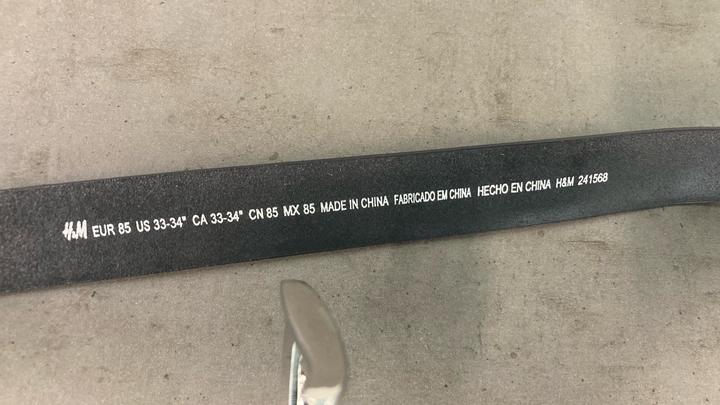 H&M EUR 85 US 33-34" CA 33-34" CN 85 MX 85 MADE IN CHINA FABRICADO EM CHINA HECHO EN CHINA H&M 241568